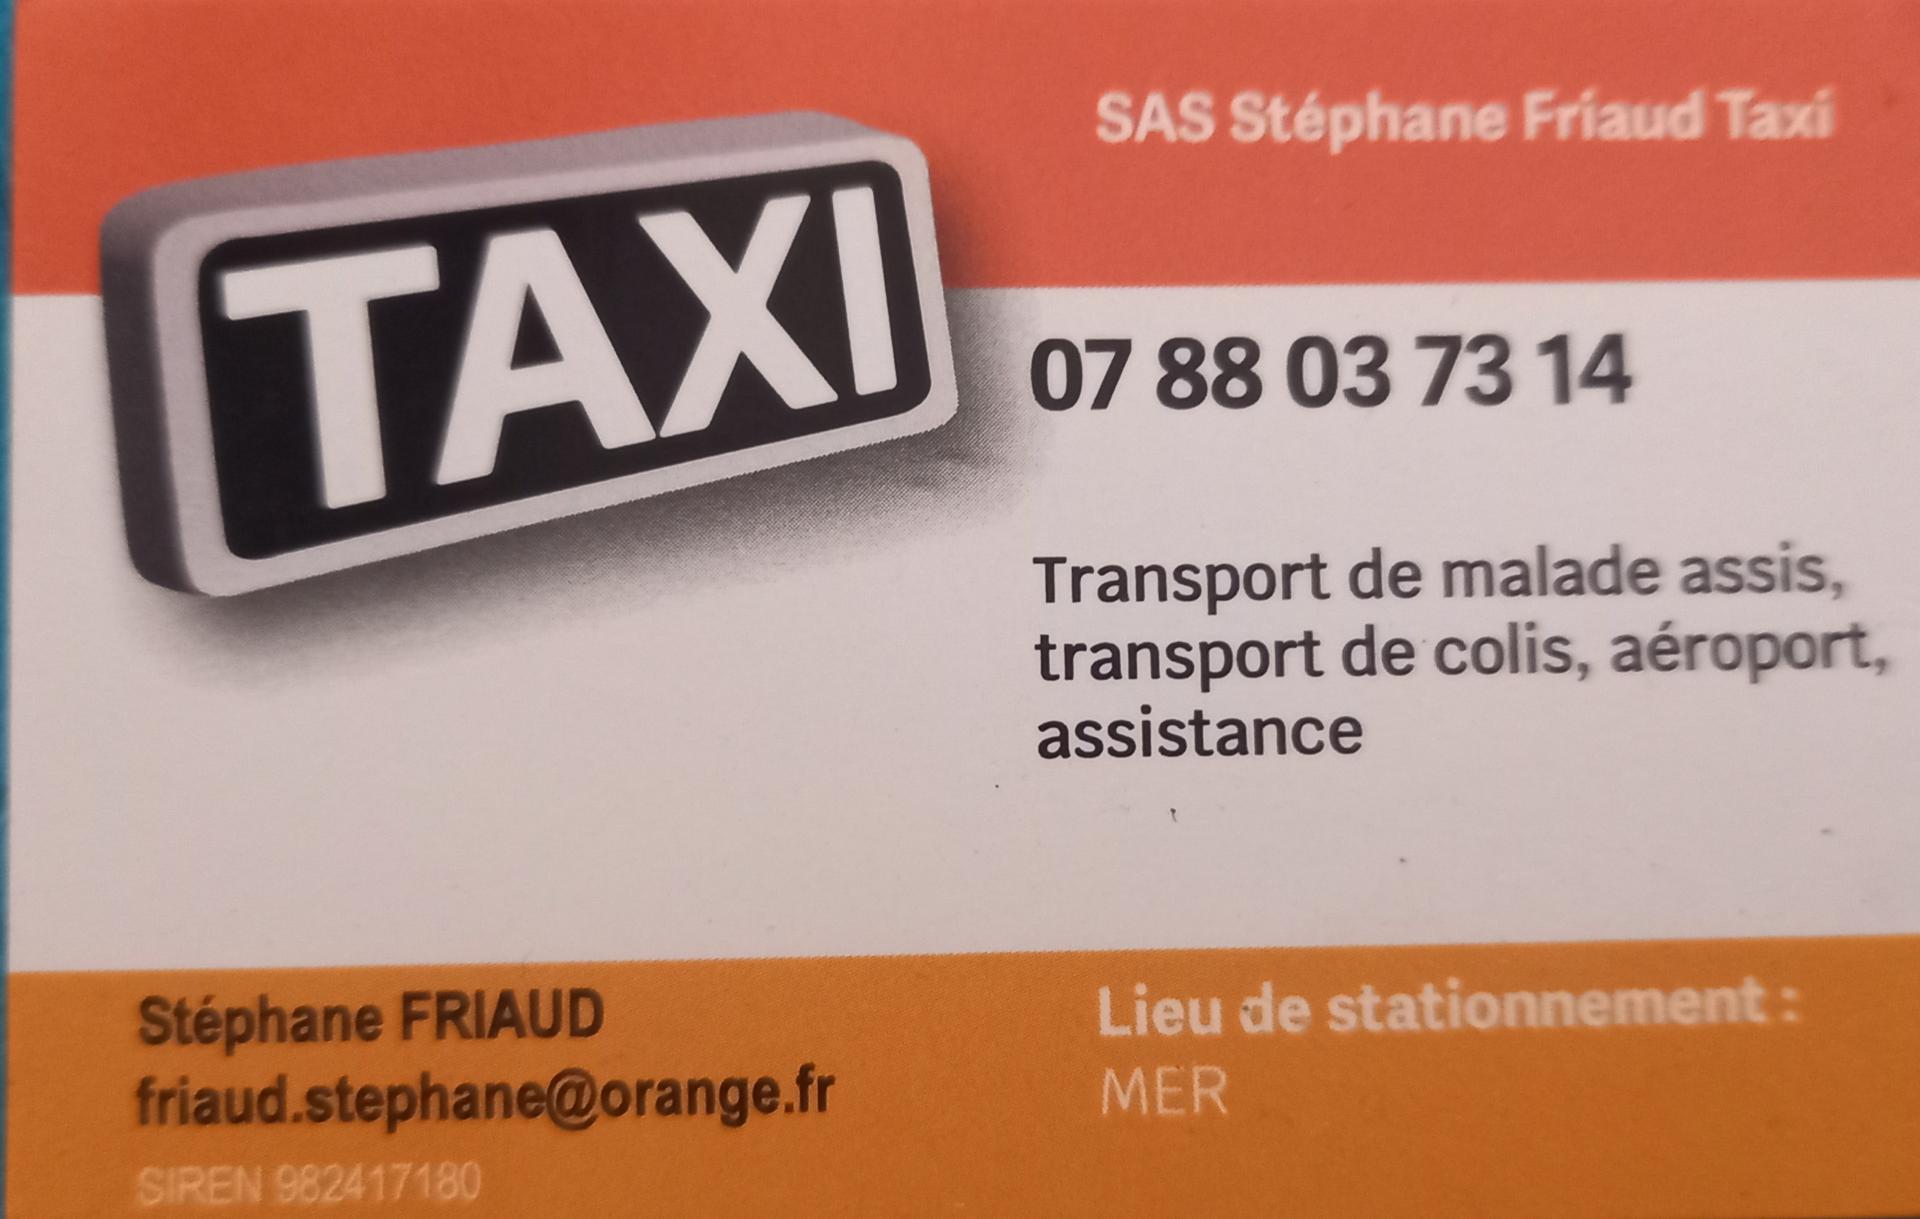 SAS Stéphane Friaud Taxi
TAXI
07 88 03 73 14
Transport de malade assis,
transport de colis, aéroport,
assistance
Stéphane FRIAUD
friaud.stephane@orange.fr
SIREN 982417180
Lieu de stationnement :
MER